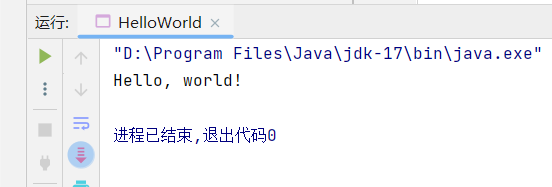 运行: HelloWorld
"D:\Program Files\Java\jdk-17\bin\java.exe"
Hello, world!
进程已结束,退出代码0